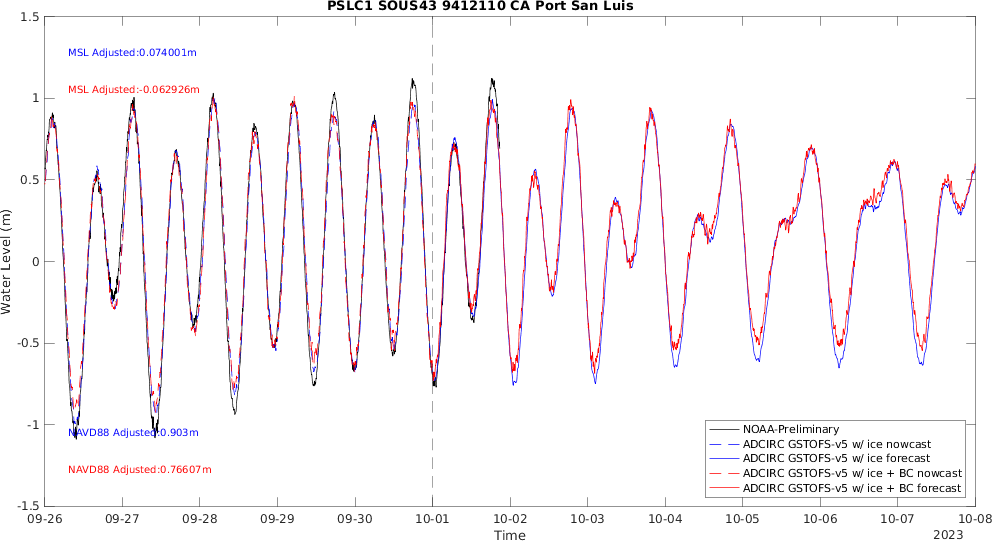 PSLC1 SOUS43 9412110 CA Port San Luis
1.5
MSL Adjusted:0.074001m
MSL Adjusted:-0.062926m
1
0.5
Water Level (m)
0
-0.5
-1
NAVD88 Adjusted:0.903m
NAVD88 Adjusted:0.76607m
-1.5
NOAA-Preliminary
ADCIRC GSTOFS-v5 w/ ice nowcast
ADCIRC GSTOFS-v5 w/ ice forecast
ADCIRC GSTOFS-v5 w/ ice + BC nowcast
ADCIRC GSTOFS-v5 w/ ice + BC forecast
09-26 09-27 09-28 09-29 09-30 10-01 10-02 10-03 10-04 10-05 10-06 10-07 10-08
Time
2023